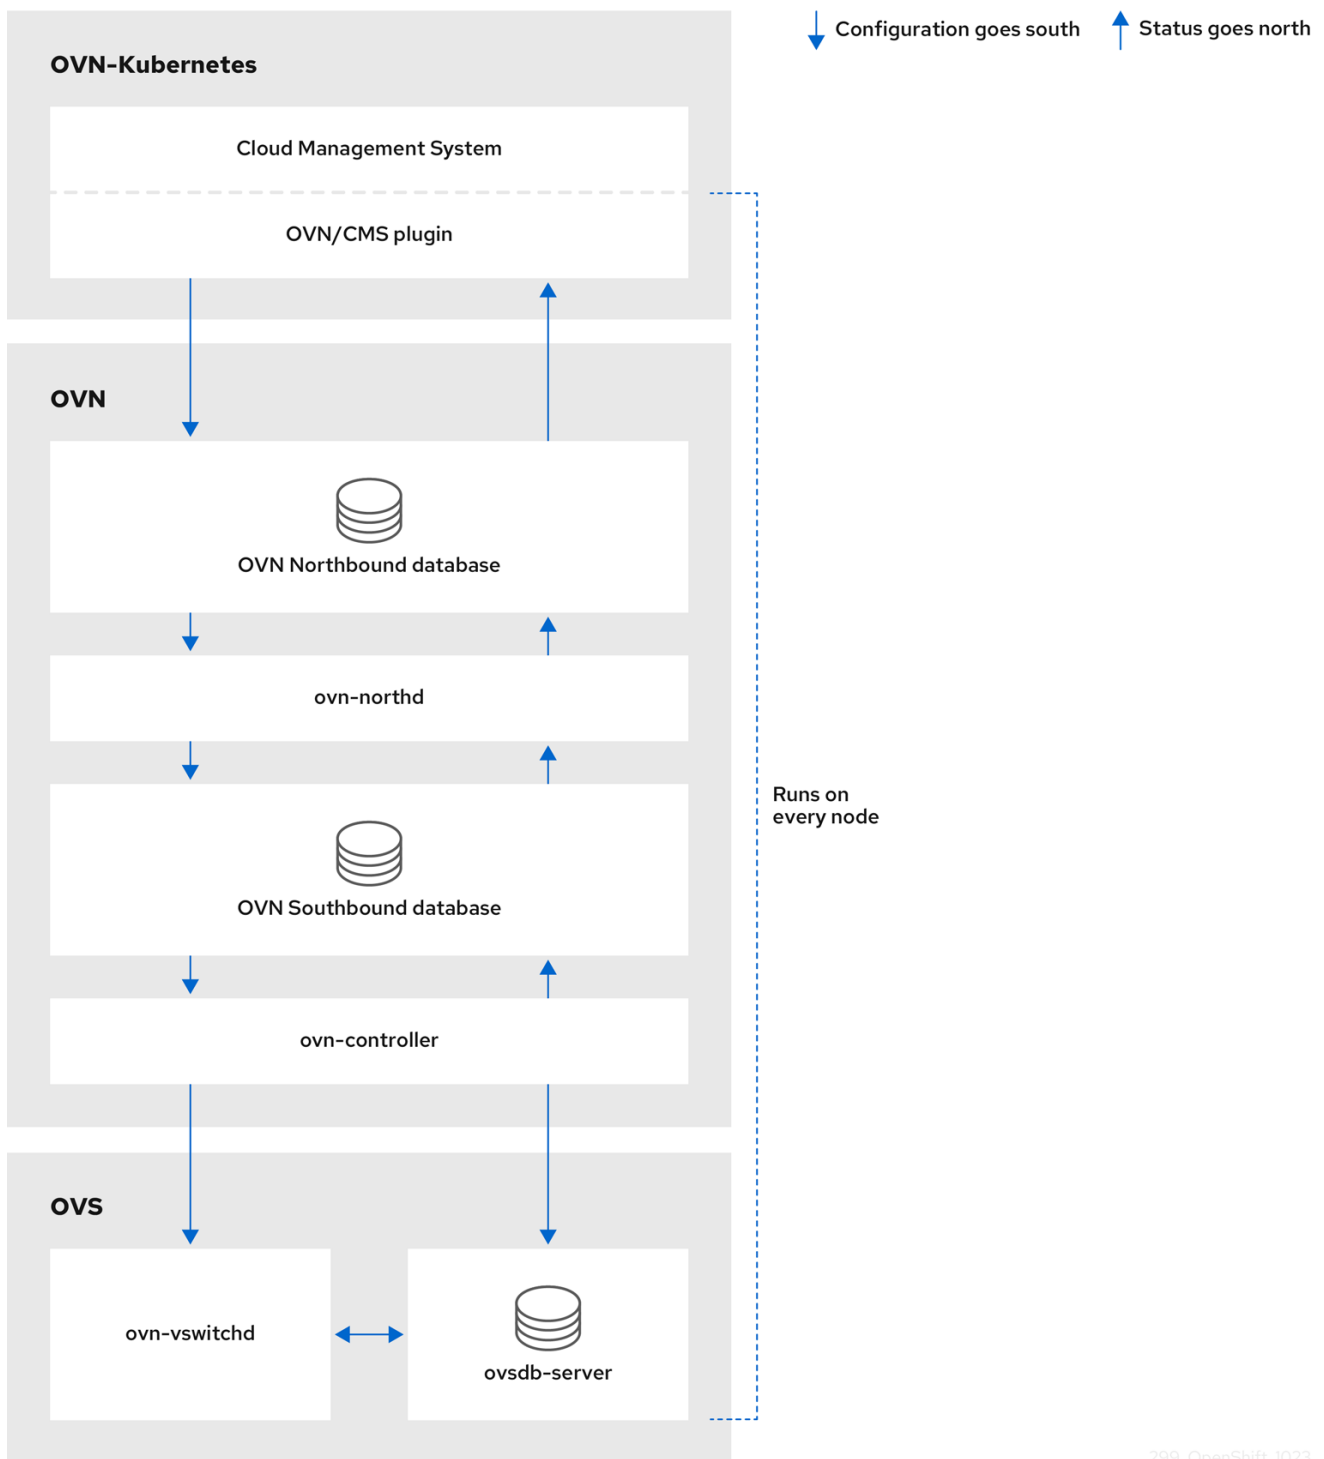 Configuration goes south
Status goes north
OVN-Kubernetes
Cloud Management System
OVN/CMS plugin
OVN
OVN Northbound database
ovn-northd
Runs on
every node
OVN Southbound database
ovn-controller
OVS
ovn-vswitchd
ovsdb-server
299_OpenShift_1023